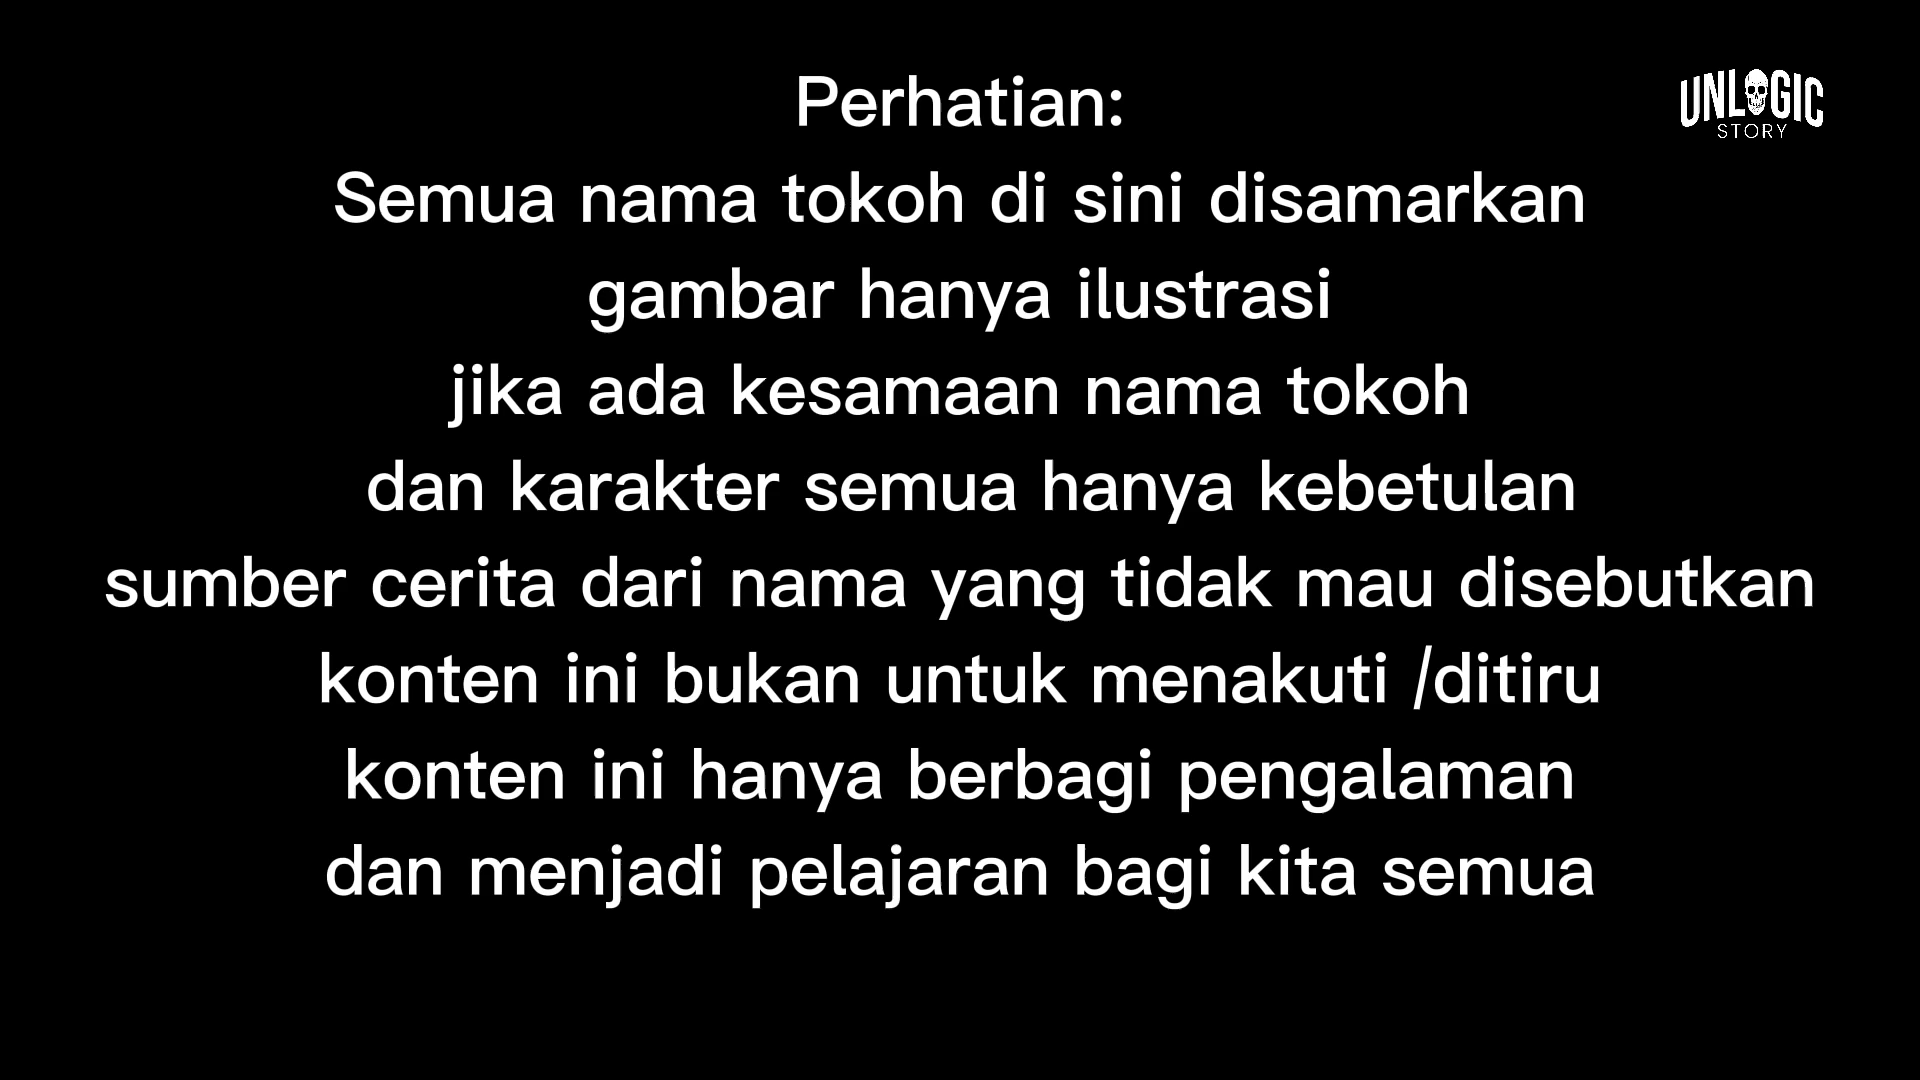 Perhatian:
UNLOGIC
STORY
Semua nama tokoh di sini disamarkan
gambar hanya ilustrasi
jika ada kesamaan nama tokoh
dan karakter semua hanya kebetulan
sumber cerita dari nama yang tidak mau disebutkan
konten ini bukan untuk menakuti /ditiru
konten ini hanya berbagi pengalaman
dan menjadi pelajaran bagi kita semua